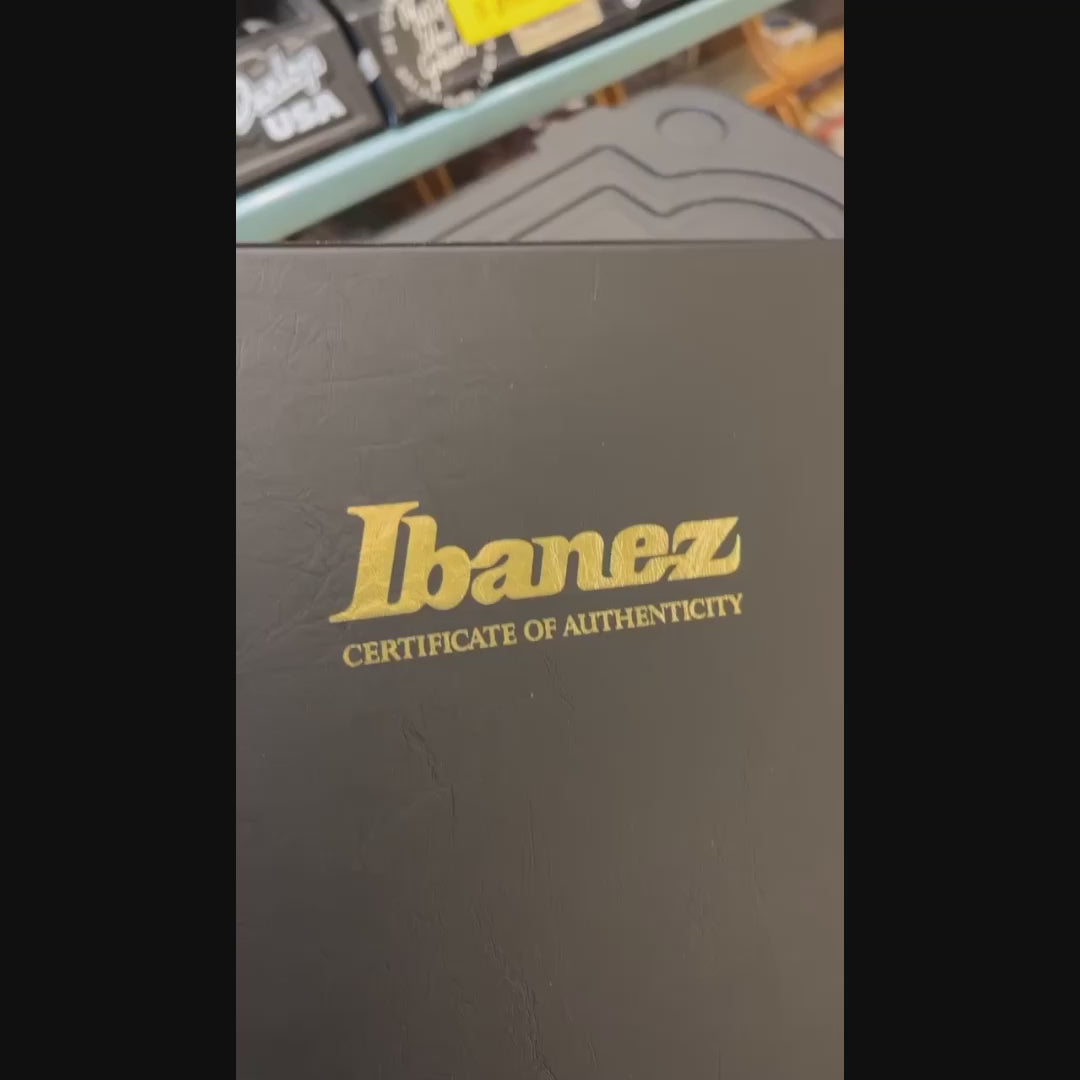 USA
Ibanez
CERTIFICATE OF AUTHENTICITY